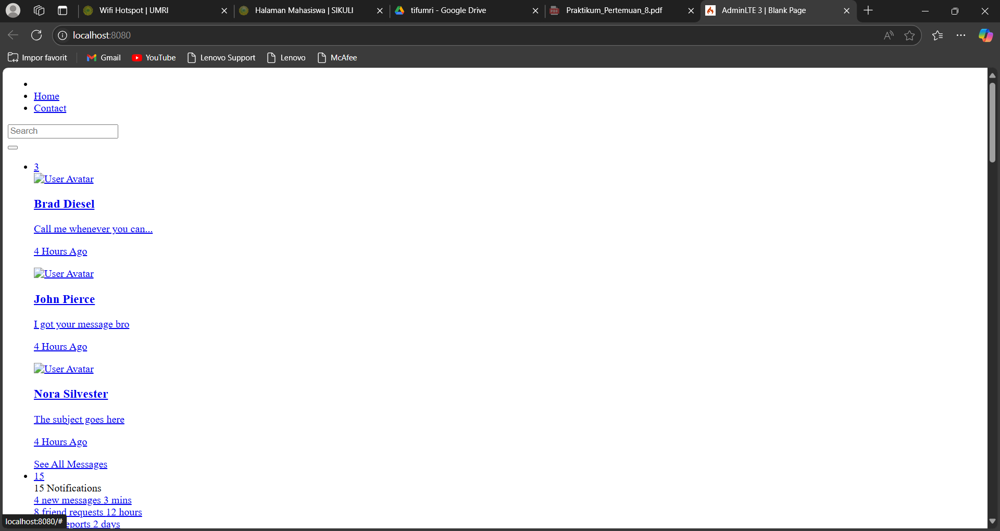 Wifi Hotspot | UMRI
Halaman Mahasiswa | SIKULI
tifumri - Google Drive
PDF
Praktikum_Pertemuan_8.pdf
AdminLTE 3 | Blank Page
localhost:8080
Impor favorit
Gmail
YouTube
Lenovo Support
Lenovo
McAfee
Home
Contact
Search
3
User Avatar
Brad Diesel
Call me whenever you can...
4 Hours Ago
User Avatar
John Pierce
I got your message bro
4 Hours Ago
User Avatar
Nora Silvester
The subject goes here
4 Hours Ago
See All Messages
15
15 Notifications
4 new messages 3 mins
8 friend requests 12 hours
eports 2 days
localhost:8080/#